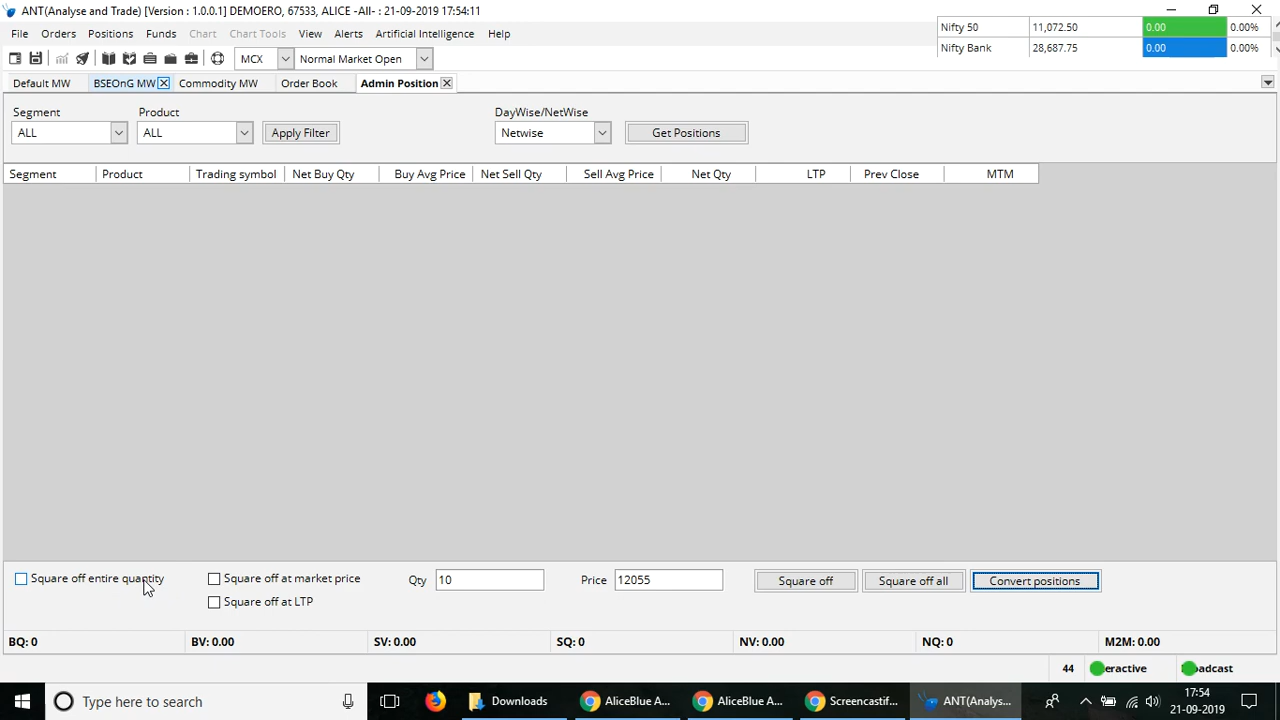 ANT(Analyse and Trade) [Version : 1.0.0.1] DEMOERO, 67533, ALICE -All- : 21-09-2019 17:54:11
File Orders Positions Funds Chart Chart Tools View Alerts Artificial Intelligence Help
Nifty 50 11,072.50 0.00 0.00%
Nifty Bank 28,687.75 0.00 0.00%
MCX Normal Market Open
Default MW BSEOnG MW Commodity MW Order Book Admin Position
Segment Product DayWise/NetWise
ALL ALL Apply Filter Netwise Get Positions
Segment Product Trading symbol Net Buy Qty Buy Avg Price Net Sell Qty Sell Avg Price Net Qty LTP Prev Close MTM
Square off entire quantity Square off at market price Qty 10 Price 12055 Square off Square off all Convert positions
Square off at LTP
BQ: 0 BV: 0.00 SV: 0.00 SQ: 0 NV: 0.00 NQ: 0 M2M: 0.00
44 eractive oadcast
Type here to search Downloads AliceBlue A... AliceBlue A... Screencastif... ANT(Analys...
17:54
21-09-2019